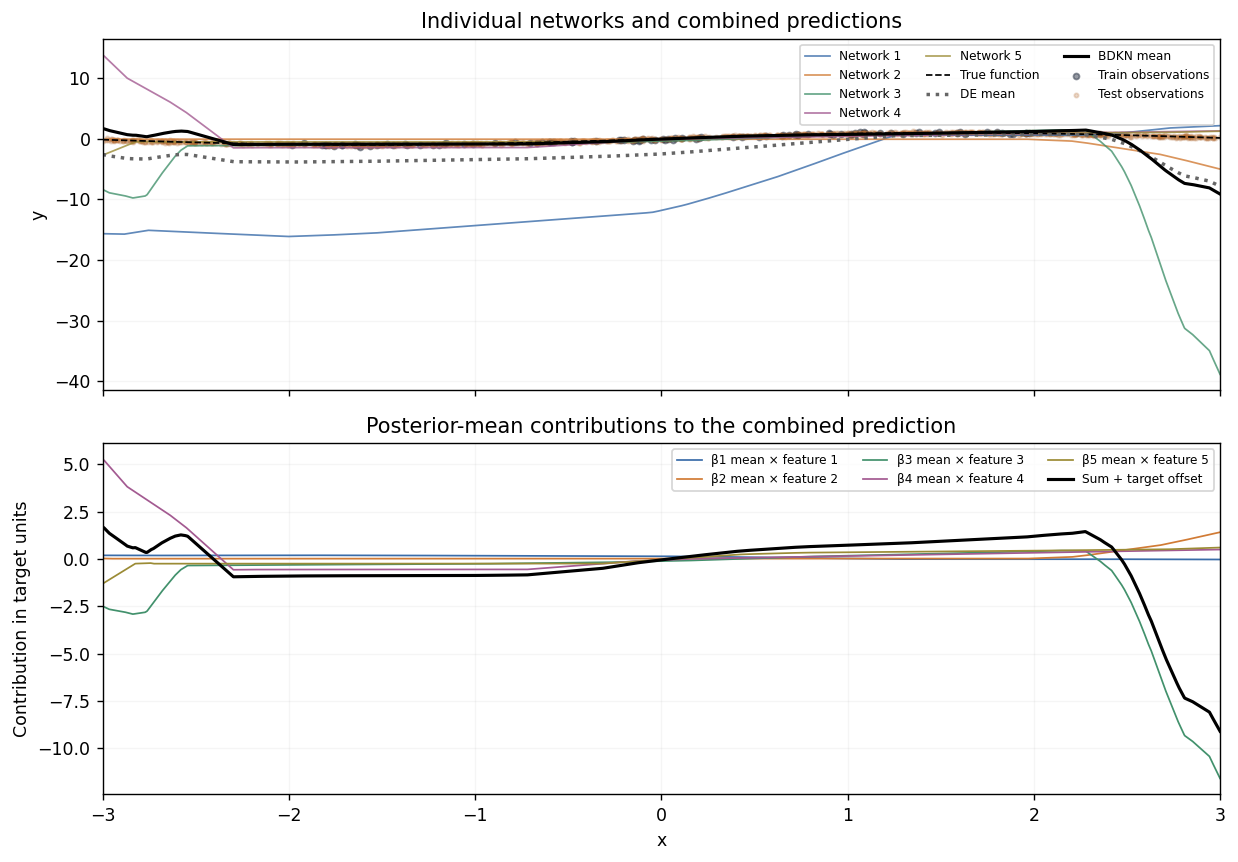 Individual networks and combined predictions
Network 1
Network 2
Network 3
Network 4
Network 5
True function
DE mean
BDKN mean
Train observations
Test observations
10
0
−10
−20
−30
−40
y
Posterior-mean contributions to the combined prediction
β1 mean × feature 1
β2 mean × feature 2
β3 mean × feature 3
β4 mean × feature 4
β5 mean × feature 5
Sum + target offset
5.0
2.5
0.0
−2.5
−5.0
−7.5
−10.0
Contribution in target units
−3
−2
−1
0
1
2
3
x